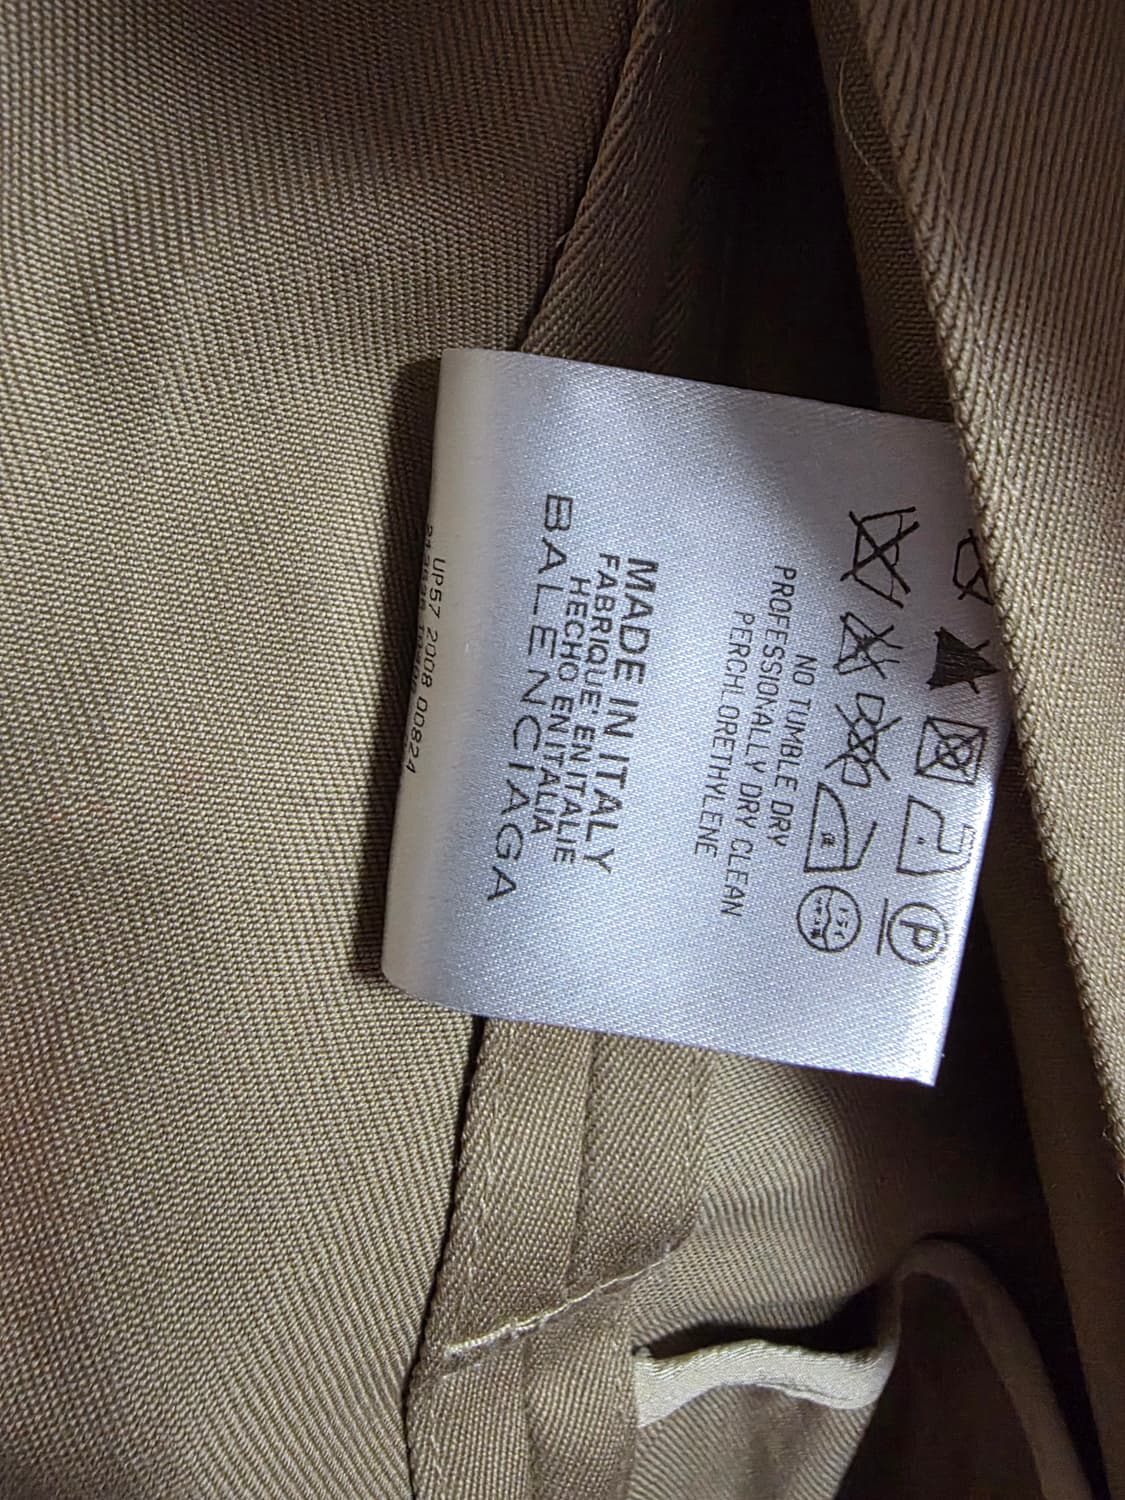 NO TUMBLE DRY
PROFESSIONALLY DRY CLEAN
PERCHLORETHYLENE
MADE IN ITALY
FABRIQUE' EN ITALIE
HECHO EN ITALIA
BALENCIAGA
UP57 2008 D0824
P